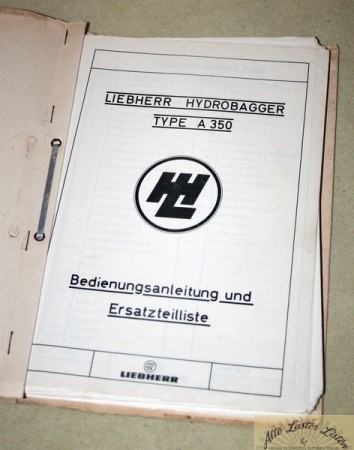 LIEBHERR HYDROBAGGER
TYPE A 350
HL
Bedienungsanleitung und
Ersatzteilliste
LIEBHERR
Alte Laster Listen